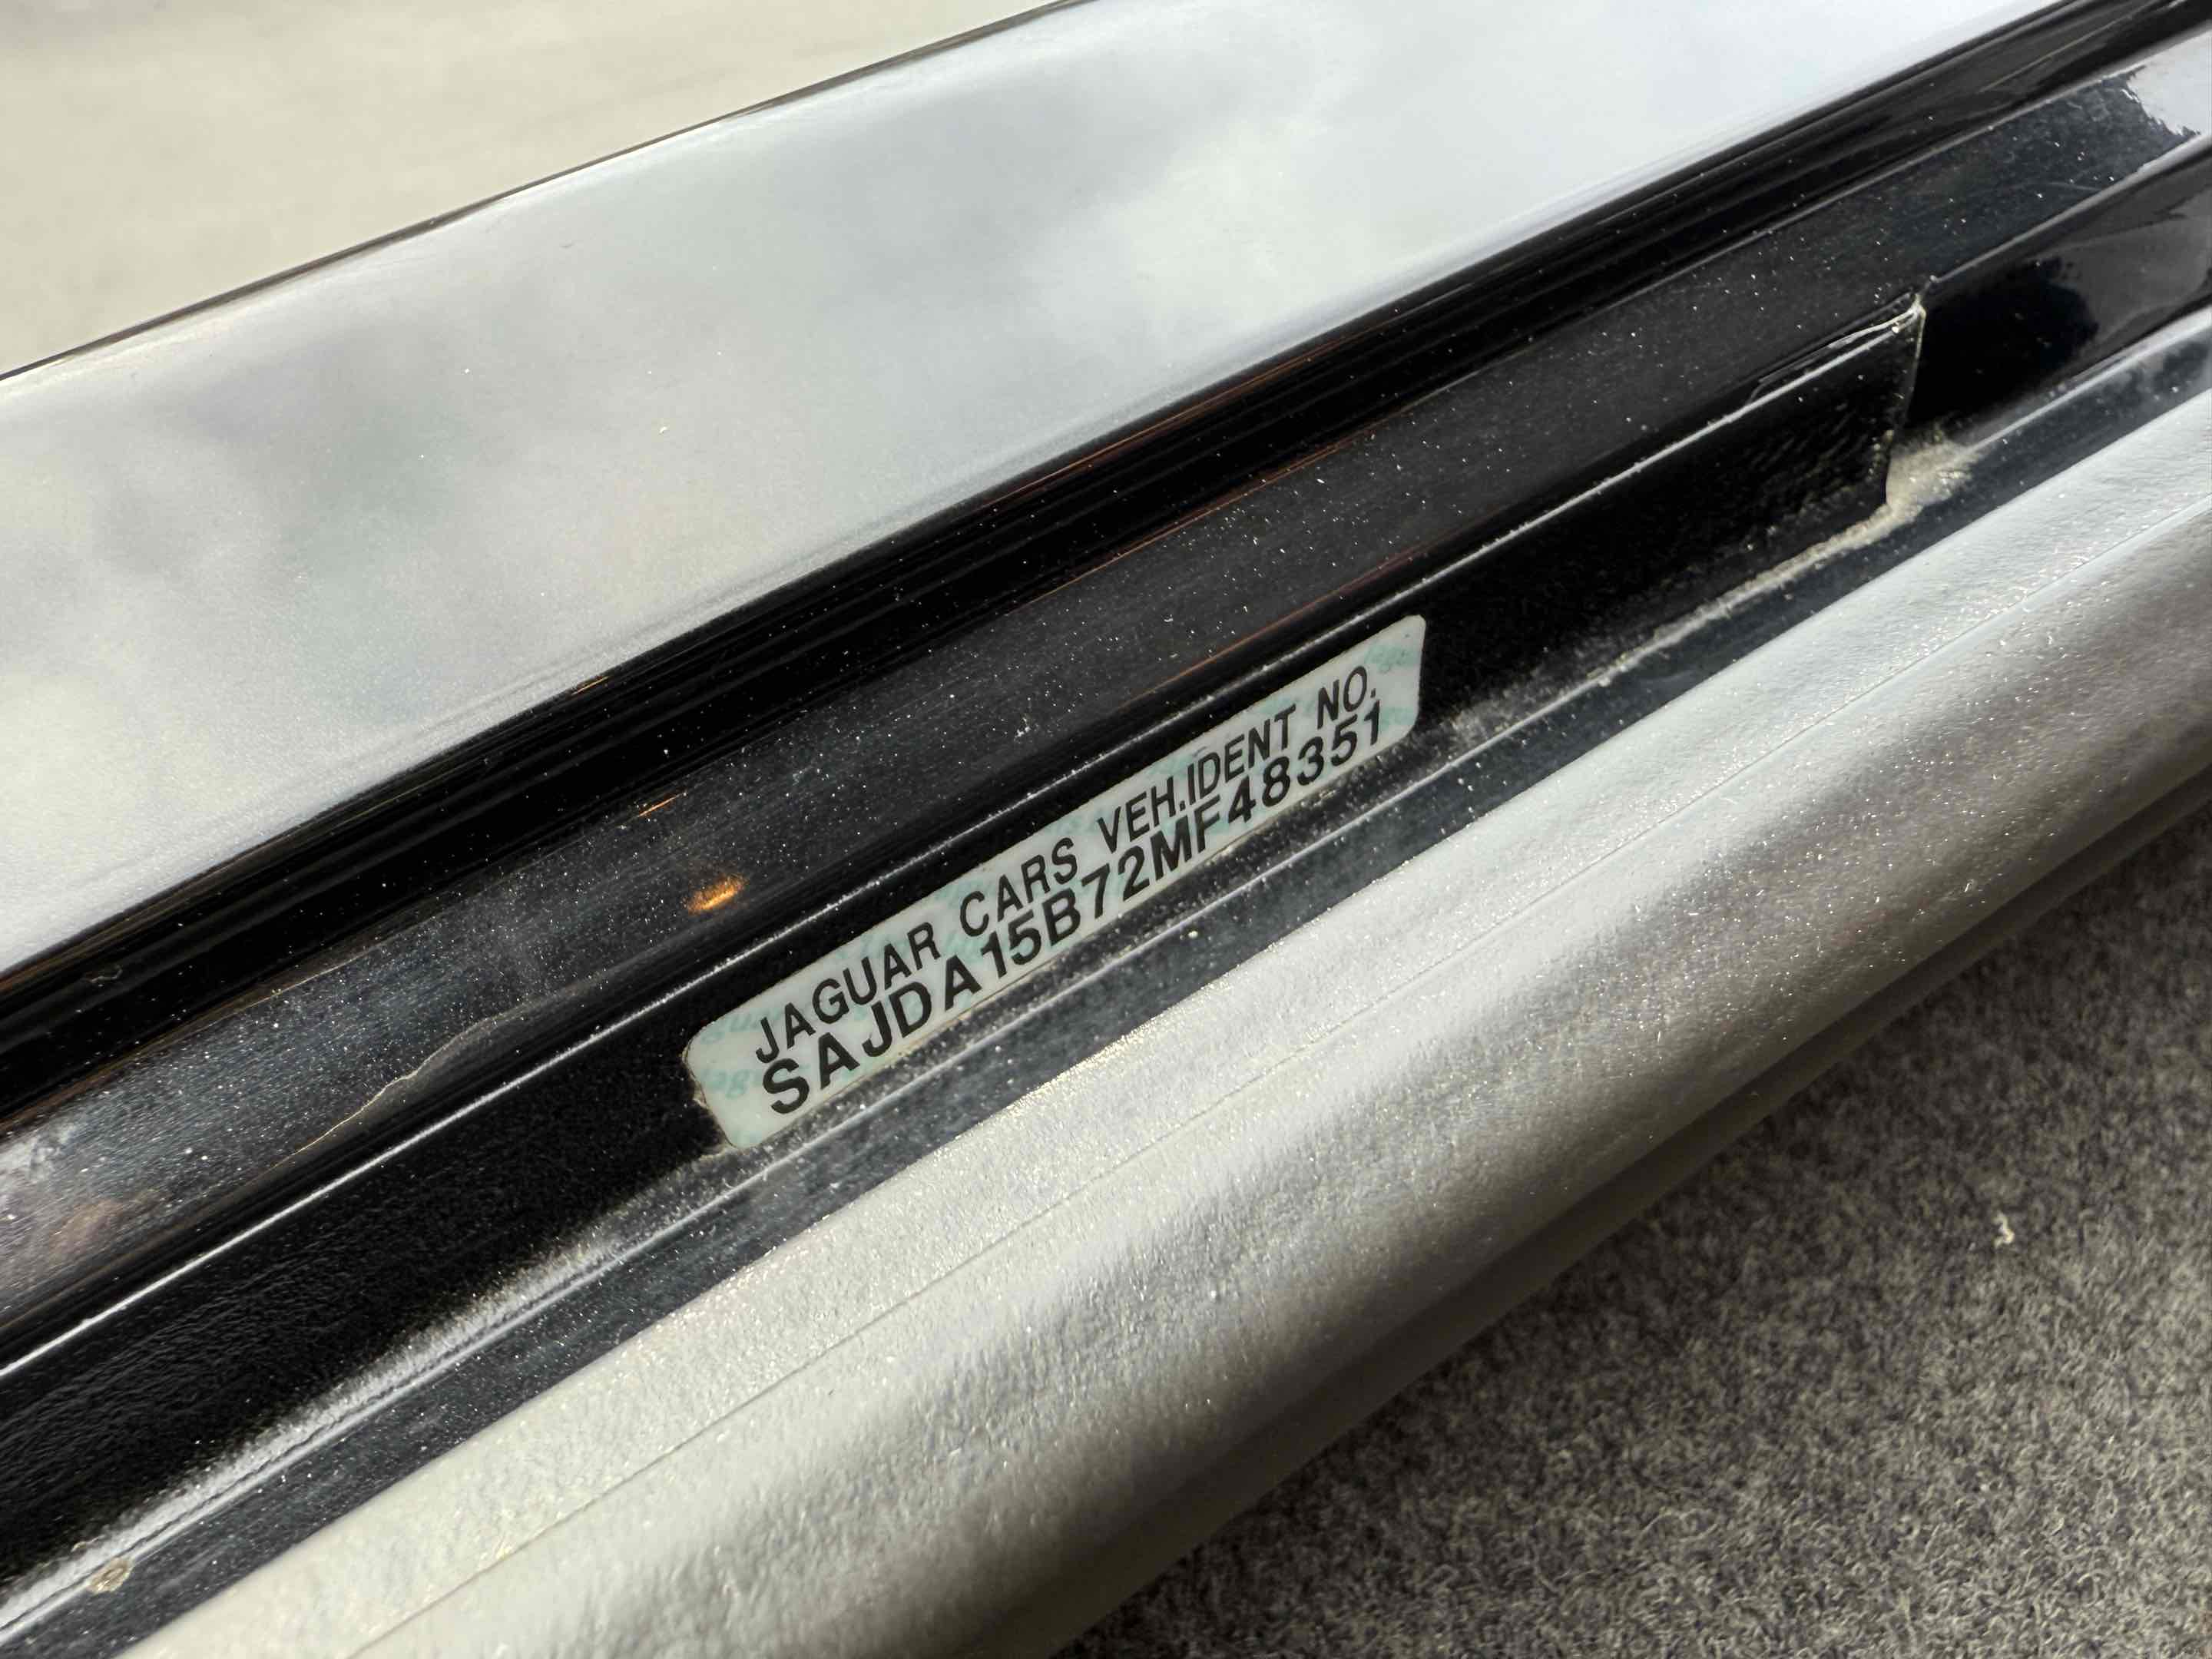 JAGUAR CARS VEH.IDENT NO.
SAJDA15B72MF48351